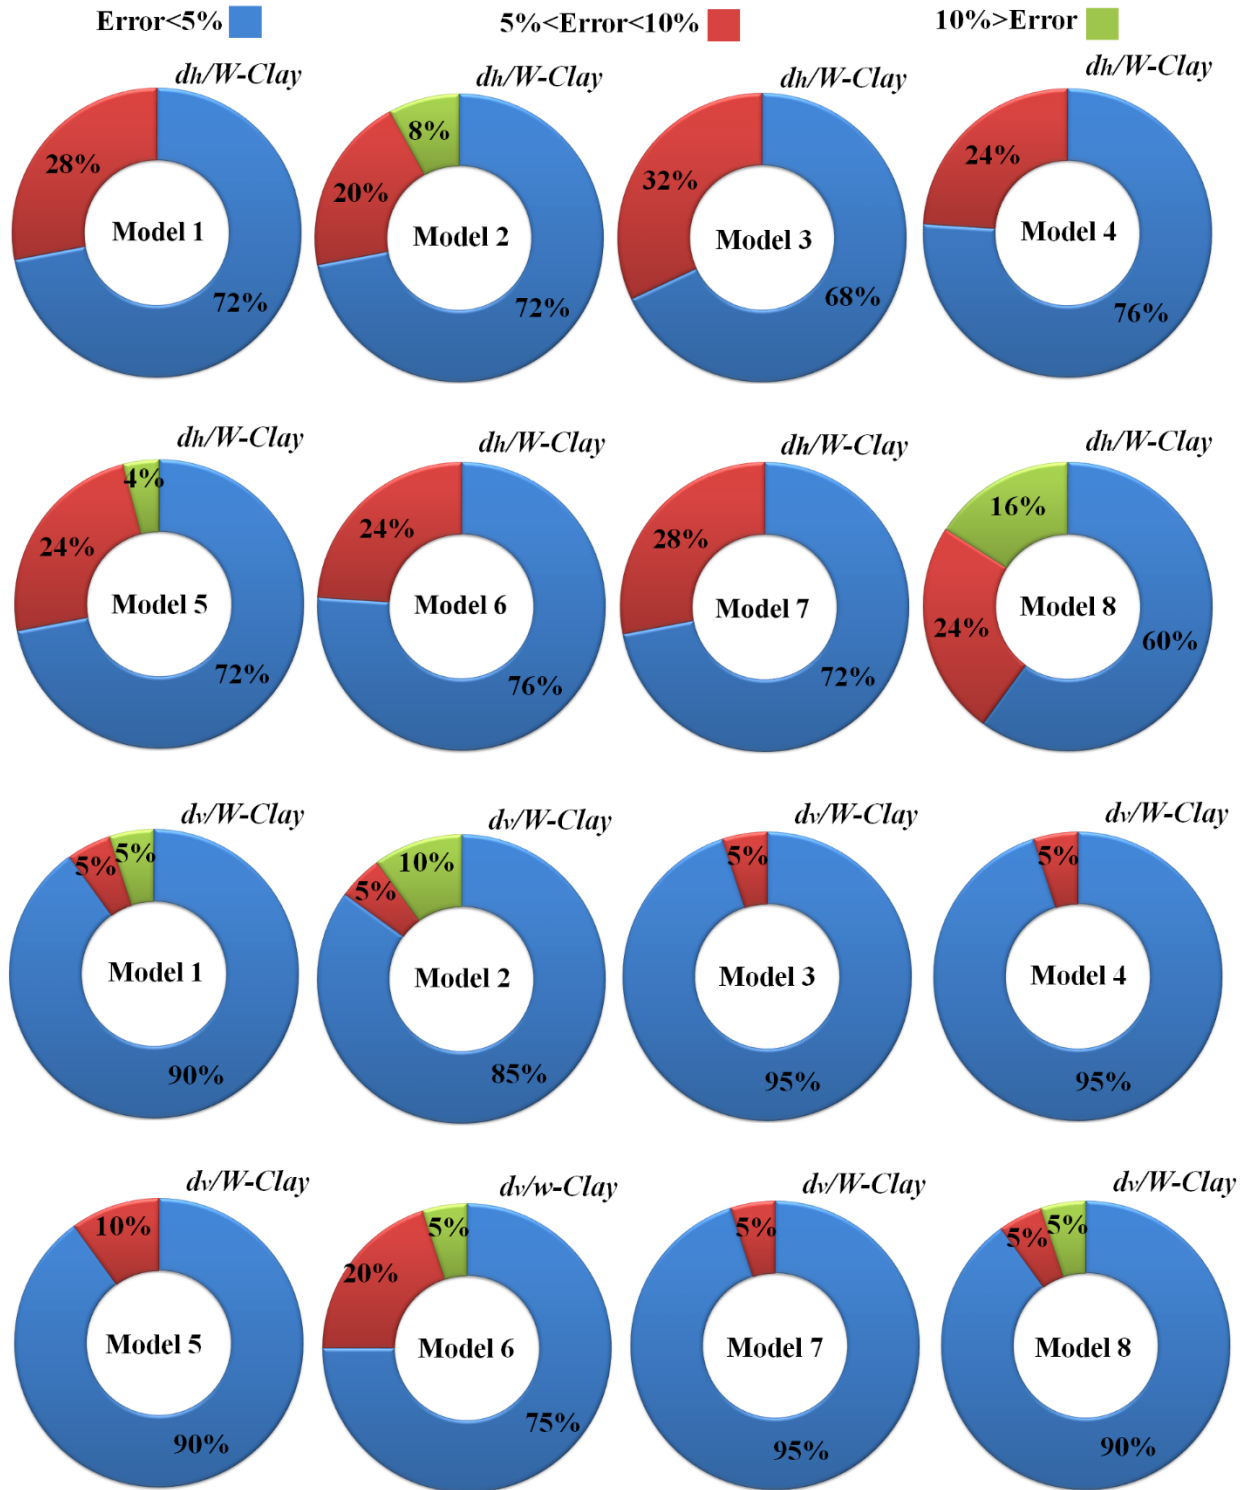 Error<5% 5%<Error<10% 10%>Error
dh/W-Clay dh/W-Clay dh/W-Clay dh/W-Clay
28% Model 1 72%
8% 20% Model 2 72%
32% Model 3 68%
24% Model 4 76%
dh/W-Clay dh/W-Clay dh/W-Clay dh/W-Clay
4% 24% Model 5 72%
24% Model 6 76%
28% Model 7 72%
16% 24% Model 8 60%
dv/W-Clay dv/W-Clay dv/W-Clay dv/W-Clay
5% 5% Model 1 90%
10% 5% Model 2 85%
5% Model 3 95%
5% Model 4 95%
dv/W-Clay dv/w-Clay dv/W-Clay dv/W-Clay
10% Model 5 90%
5% 20% Model 6 75%
5% Model 7 95%
5% 5% Model 8 90%